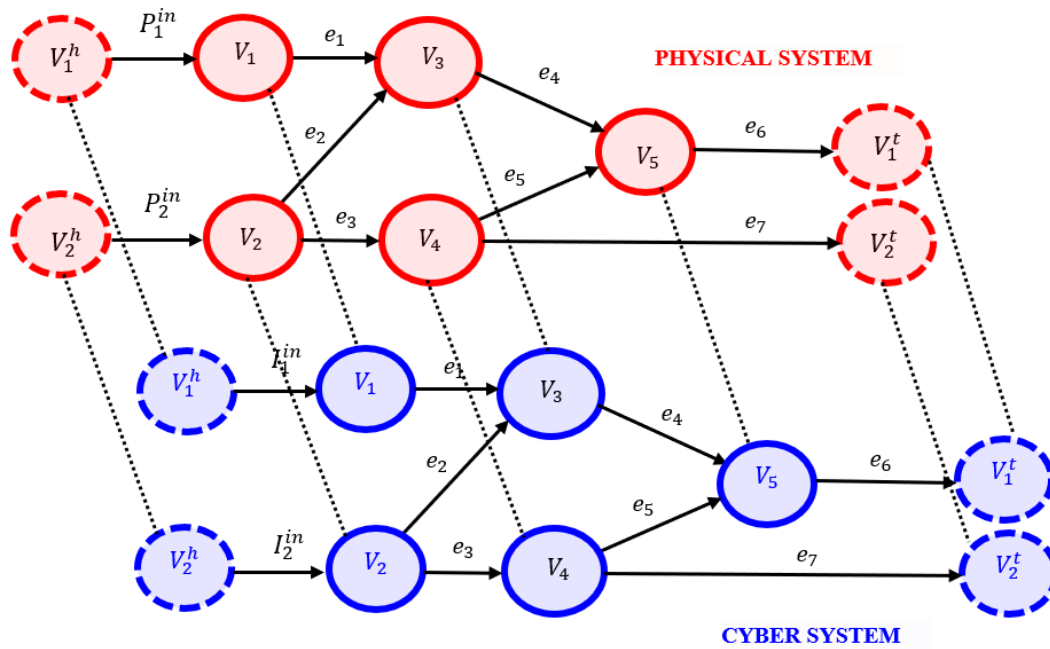 P_1^{in}
e_1
V_1^h
V_1
V_3
PHYSICAL SYSTEM
e_4
e_2
e_6
V_5
V_1^t
e_5
P_2^{in}
e_3
e_7
V_2^h
V_2
V_4
V_2^t
I_1^{in}
e_1
V_1^h
V_1
V_3
e_4
e_2
e_6
V_5
V_1^t
e_5
I_2^{in}
e_3
e_7
V_2^h
V_2
V_4
V_2^t
CYBER SYSTEM